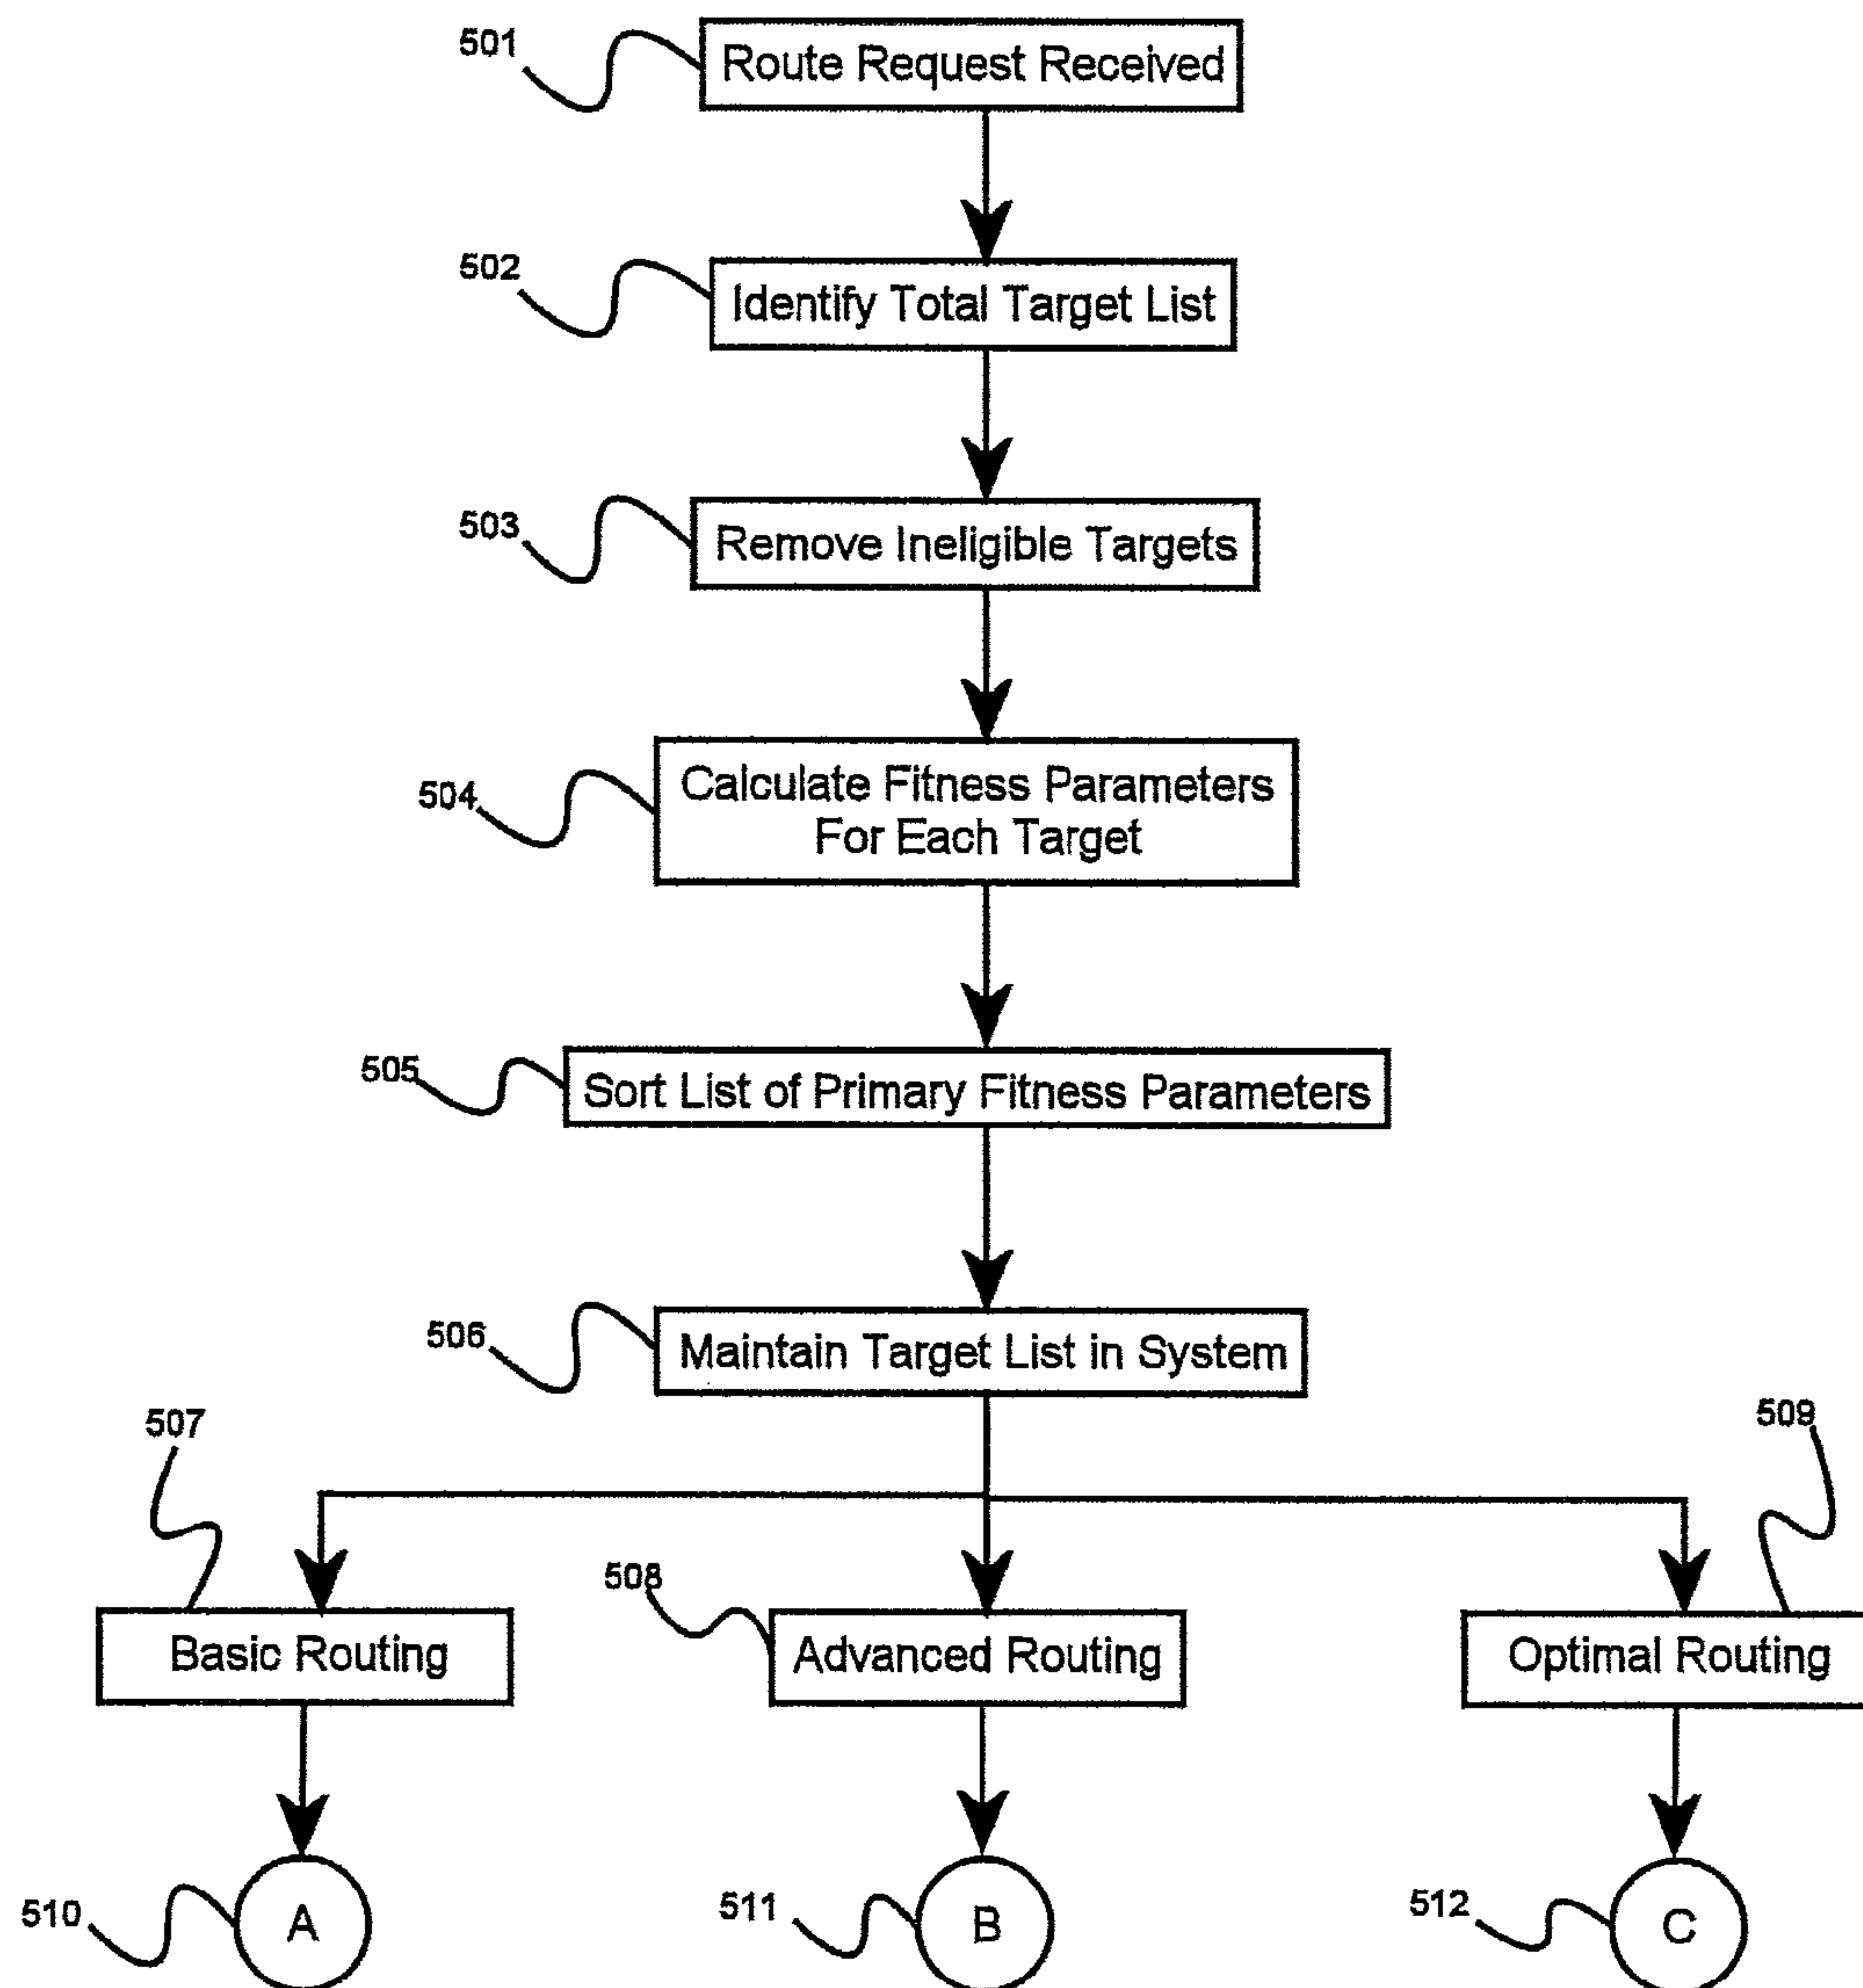 501
Route Request Received
502
Identify Total Target List
503
Remove Ineligible Targets
504
Calculate Fitness Parameters
For Each Target
505
Sort List of Primary Fitness Parameters
506
Maintain Target List in System
507
509
508
Basic Routing
Advanced Routing
Optimal Routing
510
A
511
B
512
C